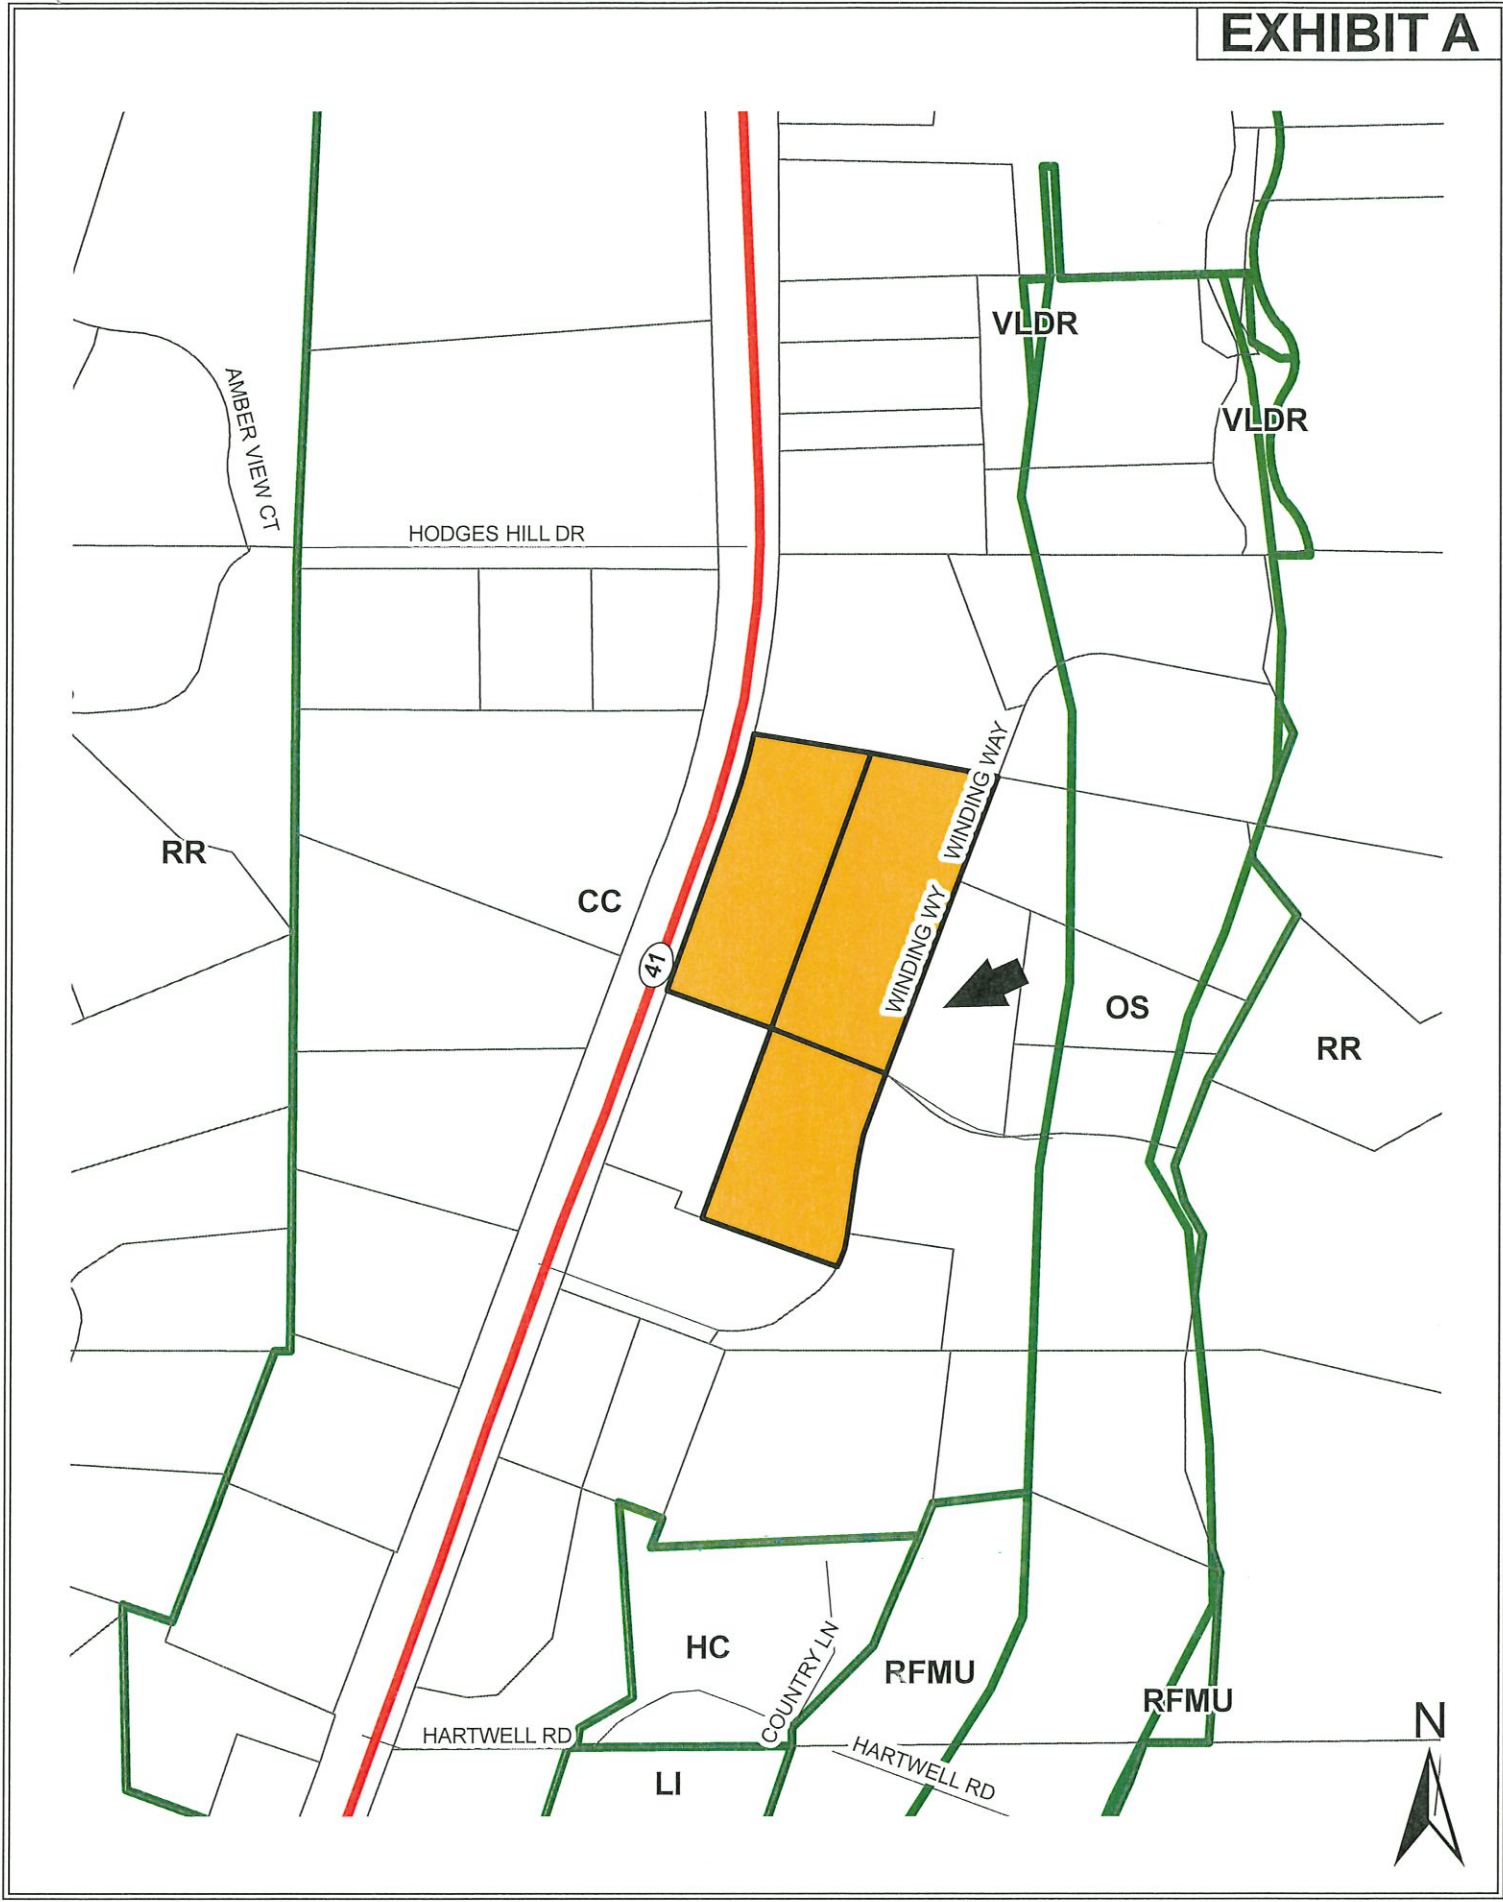 EXHIBIT A
VLDR
VLDR
AMBER VIEW CT
HODGES HILL DR
WINDING WAY
RR
CC
WINDING WY
41
OS
RR
HC
COUNTRY LN
RFMU
RFMU
N
HARTWELL RD
HARTWELL RD
LI